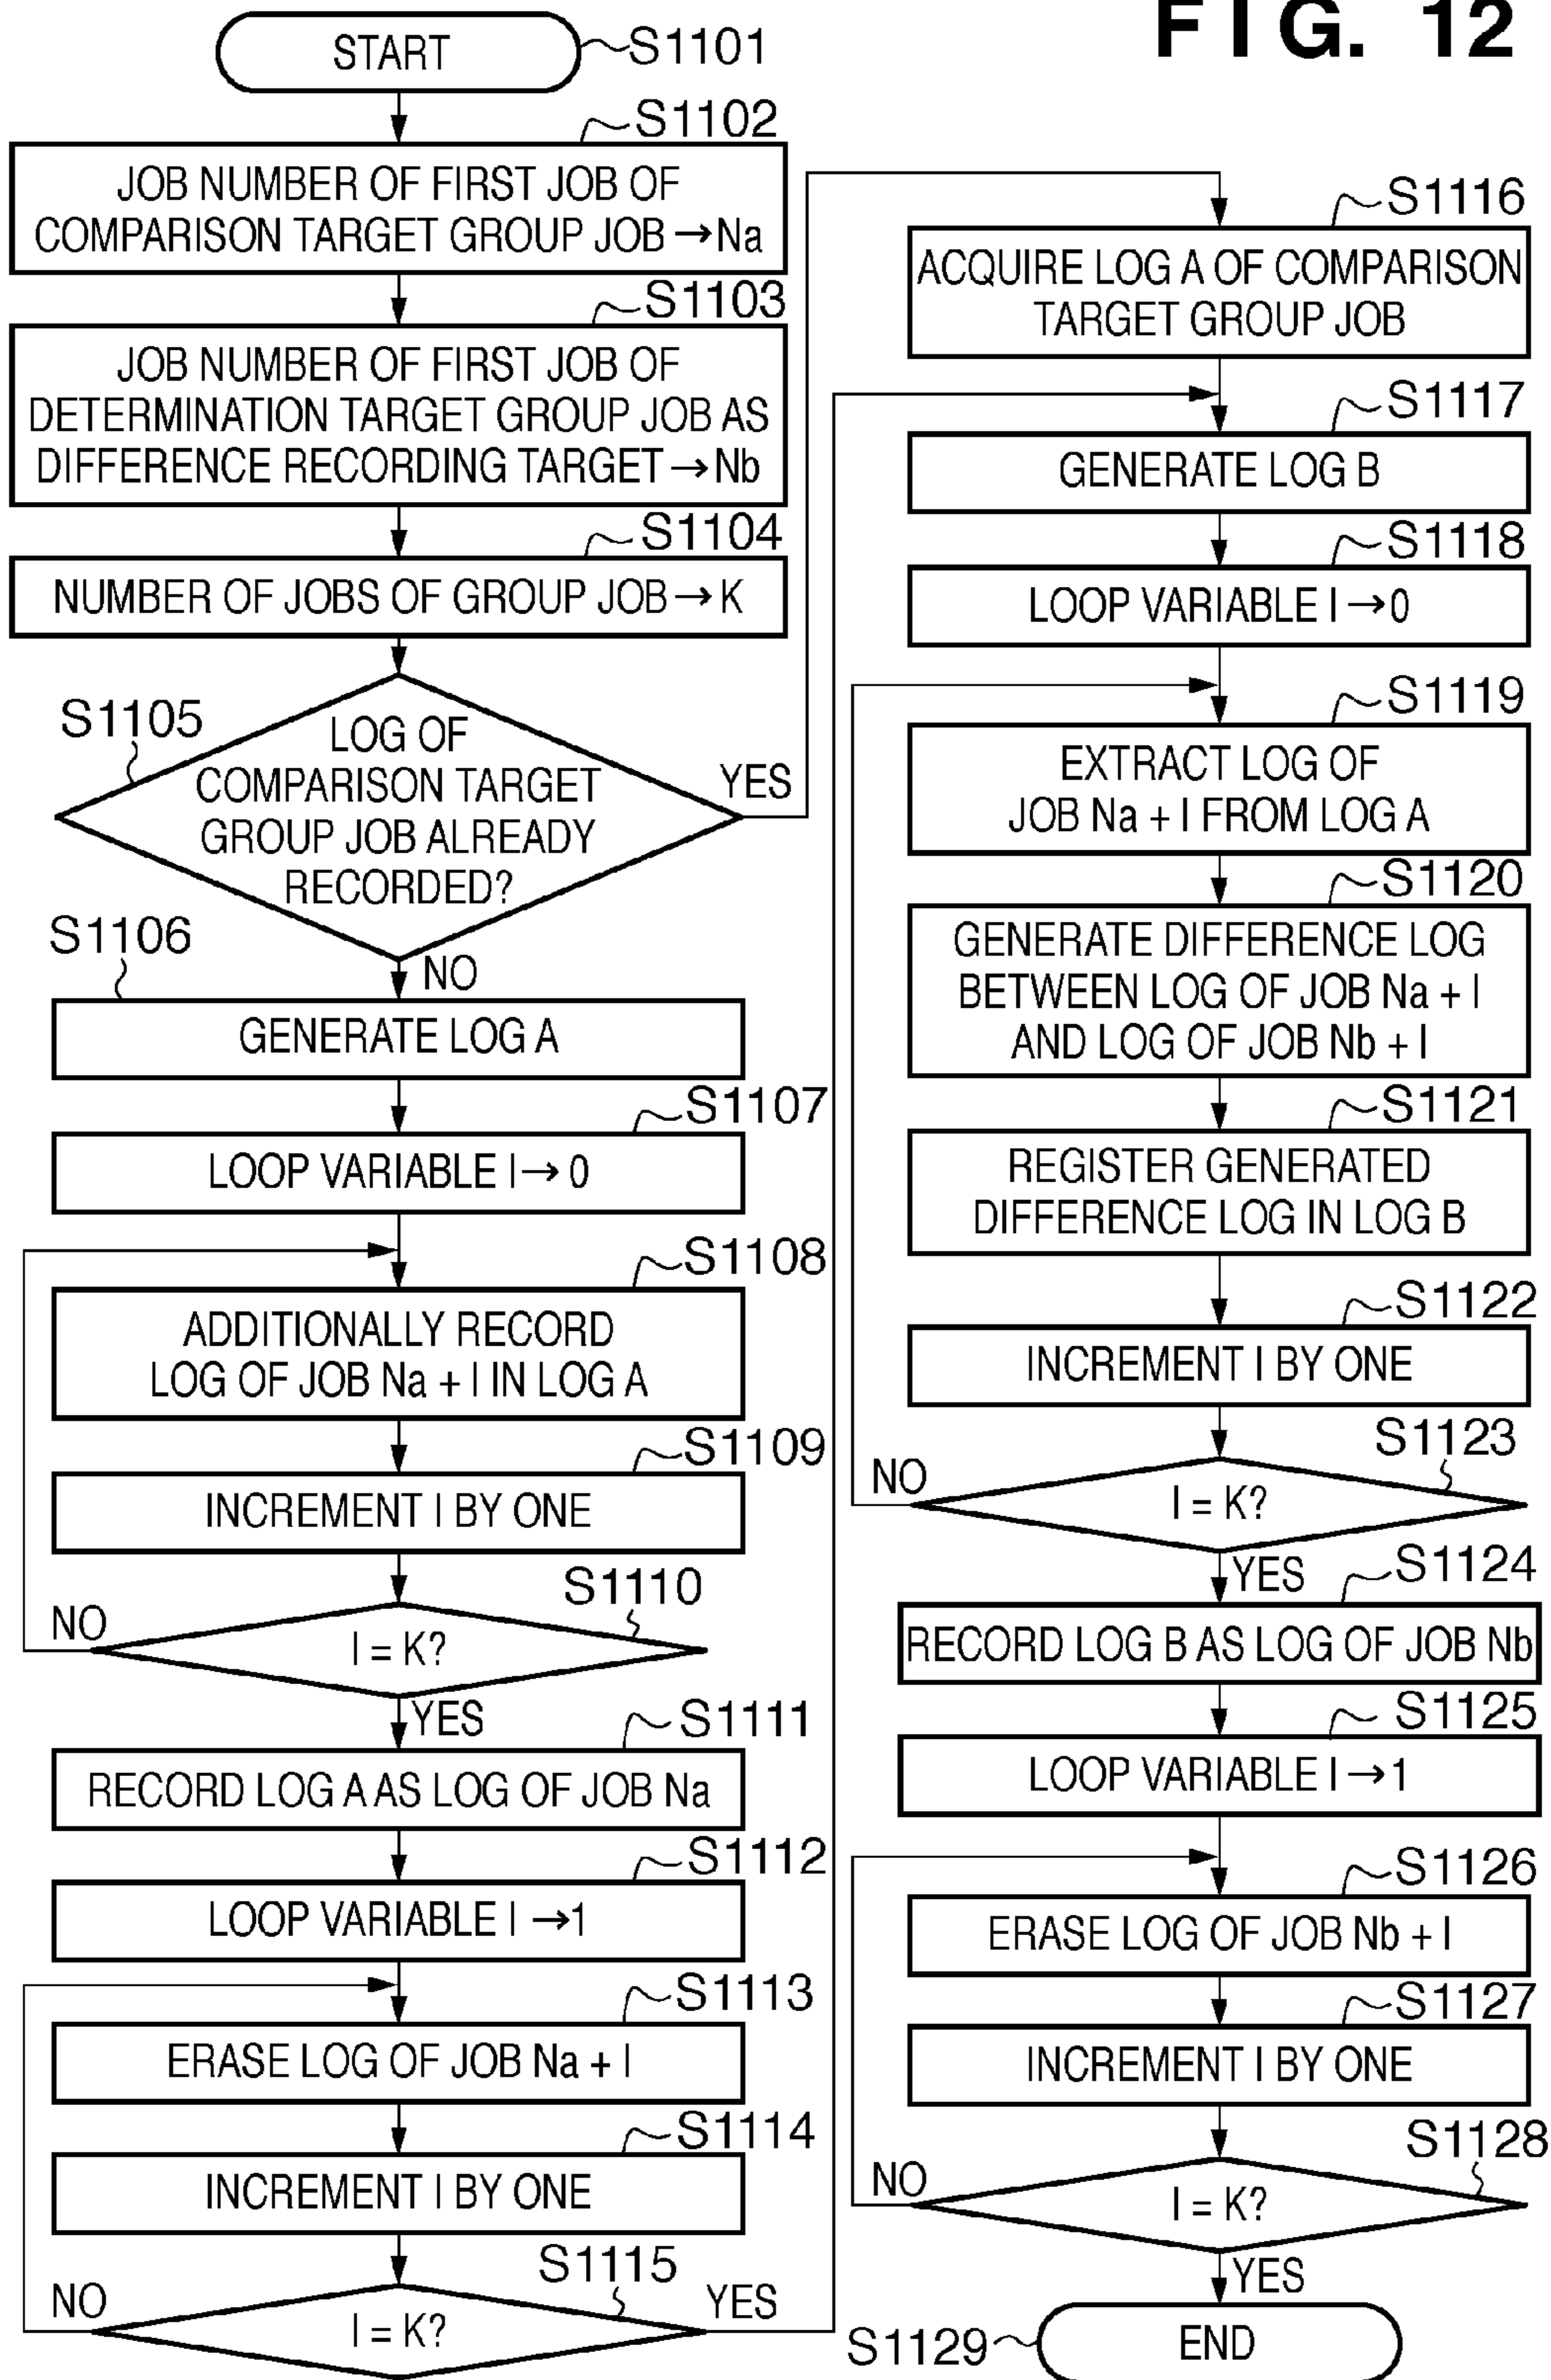 FIG. 12
START
S1101
S1102
JOB NUMBER OF FIRST JOB OF
COMPARISON TARGET GROUP JOB → Na
S1103
JOB NUMBER OF FIRST JOB OF
DETERMINATION TARGET GROUP JOB AS
DIFFERENCE RECORDING TARGET → Nb
S1104
NUMBER OF JOBS OF GROUP JOB → K
S1105
LOG OF
COMPARISON TARGET
GROUP JOB ALREADY
RECORDED?
YES
NO
S1106
GENERATE LOG A
S1107
LOOP VARIABLE I → 0
S1108
ADDITIONALLY RECORD
LOG OF JOB Na + I IN LOG A
S1109
INCREMENT I BY ONE
S1110
I = K?
NO
YES
S1111
RECORD LOG A AS LOG OF JOB Na
S1112
LOOP VARIABLE I → 1
S1113
ERASE LOG OF JOB Na + I
S1114
INCREMENT I BY ONE
S1115
I = K?
NO
YES
S1116
ACQUIRE LOG A OF COMPARISON
TARGET GROUP JOB
S1117
GENERATE LOG B
S1118
LOOP VARIABLE I → 0
S1119
EXTRACT LOG OF
JOB Na + I FROM LOG A
S1120
GENERATE DIFFERENCE LOG
BETWEEN LOG OF JOB Na + I
AND LOG OF JOB Nb + I
S1121
REGISTER GENERATED
DIFFERENCE LOG IN LOG B
S1122
INCREMENT I BY ONE
S1123
I = K?
NO
YES
S1124
RECORD LOG B AS LOG OF JOB Nb
S1125
LOOP VARIABLE I → 1
S1126
ERASE LOG OF JOB Nb + I
S1127
INCREMENT I BY ONE
S1128
I = K?
NO
YES
S1129
END